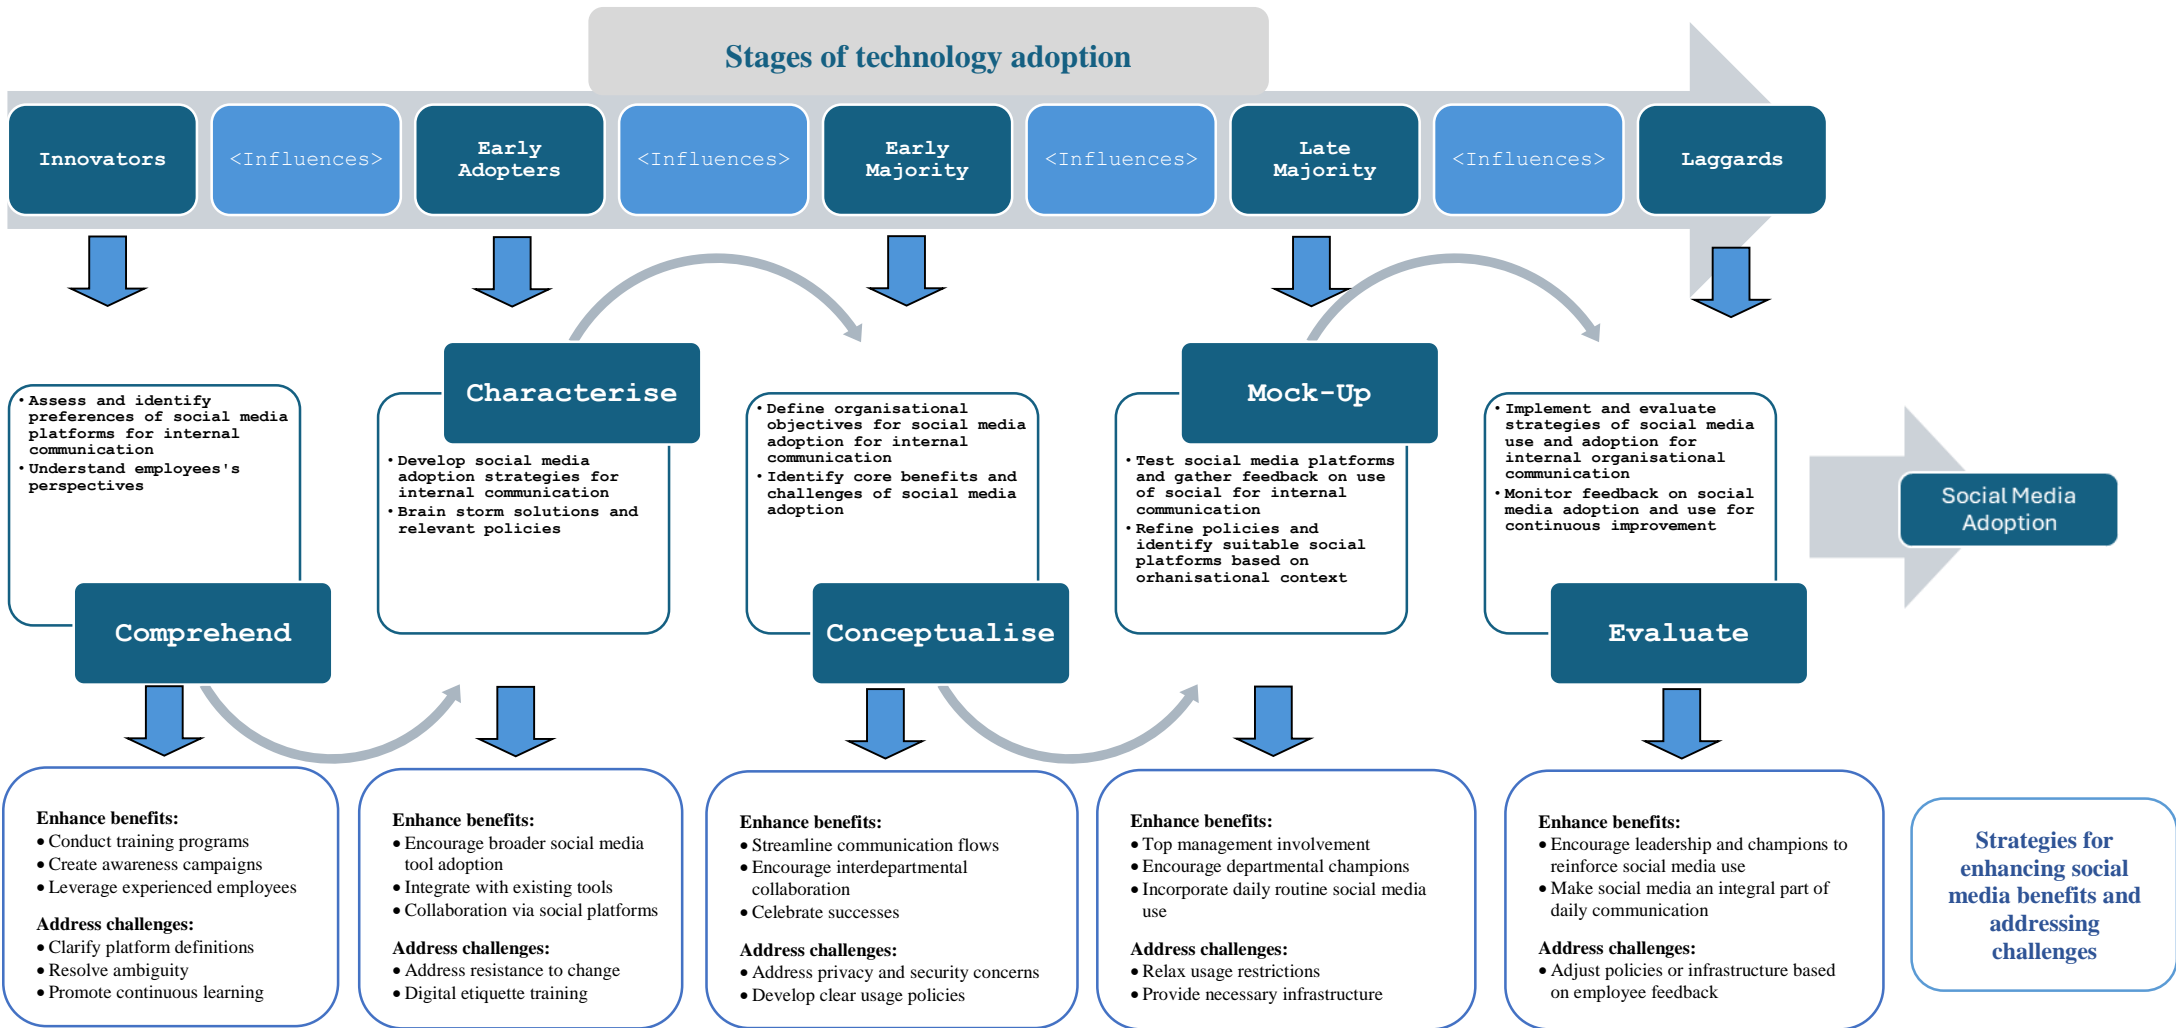 Stages of technology adoption
Innovators
<Influences>
Early
Adopters
<Influences>
Early
Majority
<Influences>
Late
Majority
<Influences>
Laggards
• Assess and identify
preferences of social media
platforms for internal
communication
• Understand employees's
perspectives
Comprehend
Characterise
• Develop social media
adoption strategies for
internal communication
• Brain storm solutions and
relevant policies
• Define organisational
objectives for social media
adoption for internal
communication
• Identify core benefits and
challenges of social media
adoption
Conceptualise
Mock-Up
• Test social media platforms
and gather feedback on use
of social for internal
communication
• Refine policies and
identify suitable social
platforms based on
orhanisational context
• Implement and evaluate
strategies of social media
use and adoption for
internal organisational
communication
• Monitor feedback on social
media adoption and use for
continuous improvement
Evaluate
Social Media
Adoption
Enhance benefits:
• Conduct training programs
• Create awareness campaigns
• Leverage experienced employees
Address challenges:
• Clarify platform definitions
• Resolve ambiguity
• Promote continuous learning
Enhance benefits:
• Encourage broader social media
tool adoption
• Integrate with existing tools
• Collaboration via social platforms
Address challenges:
• Address resistance to change
• Digital etiquette training
Enhance benefits:
• Streamline communication flows
• Encourage interdepartmental
collaboration
• Celebrate successes
Address challenges:
• Address privacy and security concerns
• Develop clear usage policies
Enhance benefits:
• Top management involvement
• Encourage departmental champions
• Incorporate daily routine social media
use
Address challenges:
• Relax usage restrictions
• Provide necessary infrastructure
Enhance benefits:
• Encourage leadership and champions to
reinforce social media use
• Make social media an integral part of
daily communication
Address challenges:
• Adjust policies or infrastructure based
on employee feedback
Strategies for
enhancing social
media benefits and
addressing
challenges